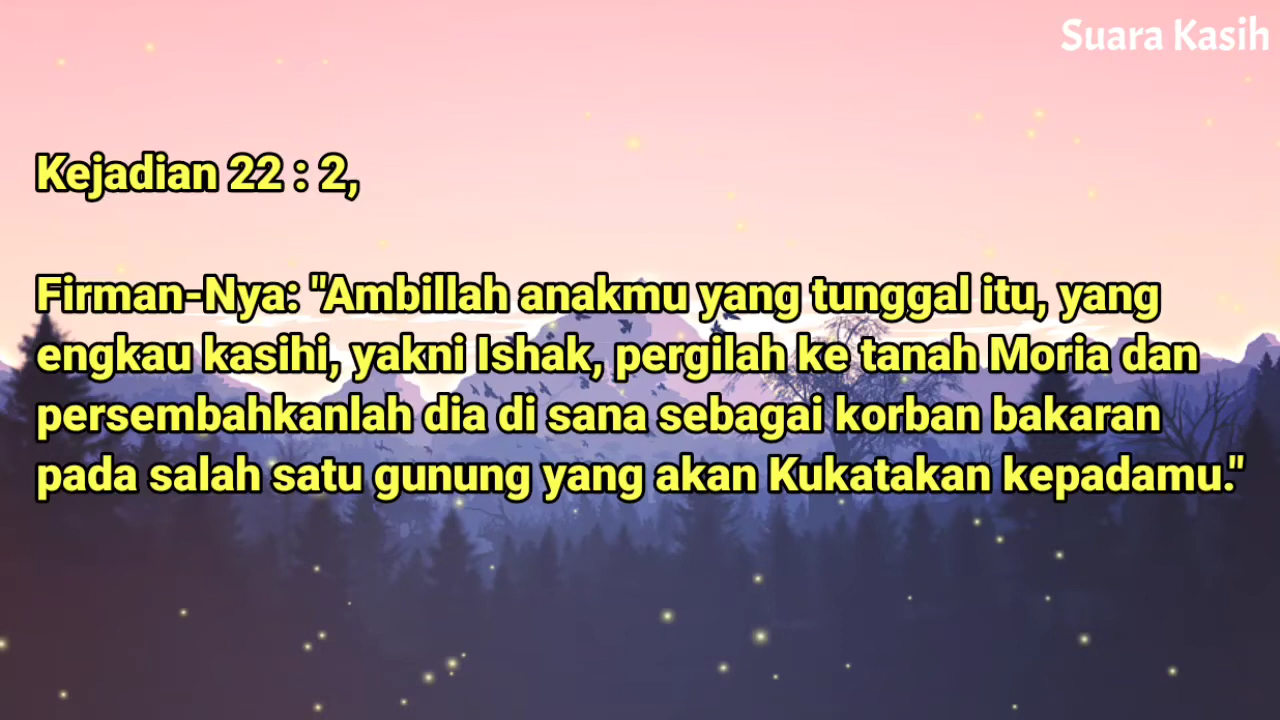 Suara Kasih
Kejadian 22 : 2,
Firman-Nya: "Ambillah anakmu yang tunggal itu, yang
engkau kasihi, yakni Ishak, pergilah ke tanah Moria dan
persembahkanlah dia di sana sebagai korban bakaran
pada salah satu gunung yang akan Kukatakan kepadamu."